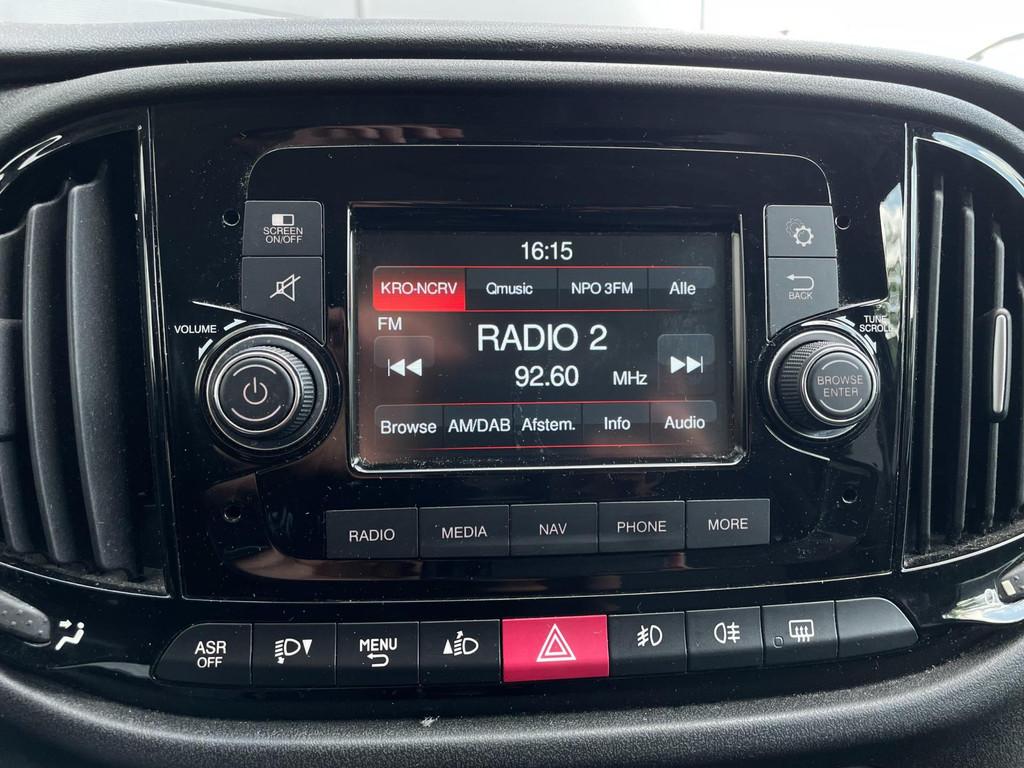 SCREEN
ON/OFF
16:15
KRO-NCRV Qmusic NPO 3FM Alle
BACK
VOLUME
TUNE
SCROLL
FM
RADIO 2
92.60 MHz
BROWSE
ENTER
Browse AM/DAB Afstem. Info Audio
RADIO MEDIA NAV PHONE MORE
ASR
OFF
MENU